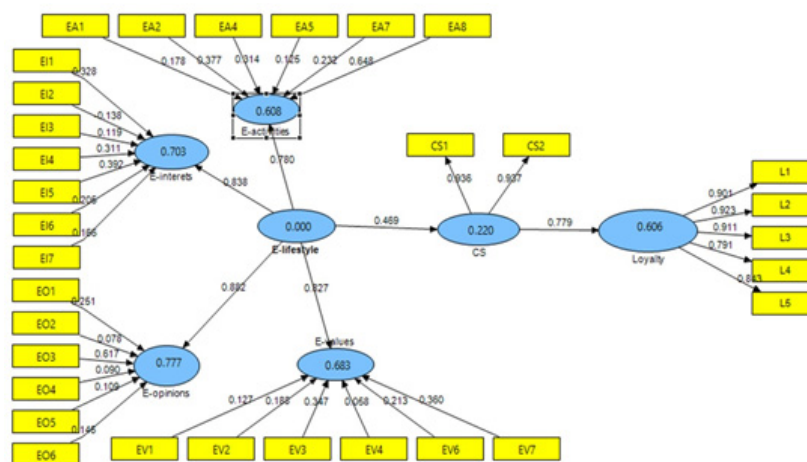 EA1 EA2 EA4 EA5 EA7 EA8
0.178 0.377 0.314 0.125 0.232 0.648
0.608
E-activities
0.780
EI1
EI2
EI3
EI4
EI5
EI6
EI7
0.328
0.138
0.119
0.311
0.392
0.206
0.166
0.703
E-interets
0.838
0.000
E-lifestyle
0.469
CS1 CS2
0.936 0.937
0.220
CS
0.779
0.606
Loyalty
0.901
0.923
0.911
0.791
0.843
L1
L2
L3
L4
L5
0.882
0.827
EO1
EO2
EO3
EO4
EO5
EO6
0.251
0.078
0.617
0.090
0.109
0.146
0.777
E-opinions
E-values
0.683
0.127 0.188 0.347 0.068 0.213 0.360
EV1 EV2 EV3 EV4 EV6 EV7